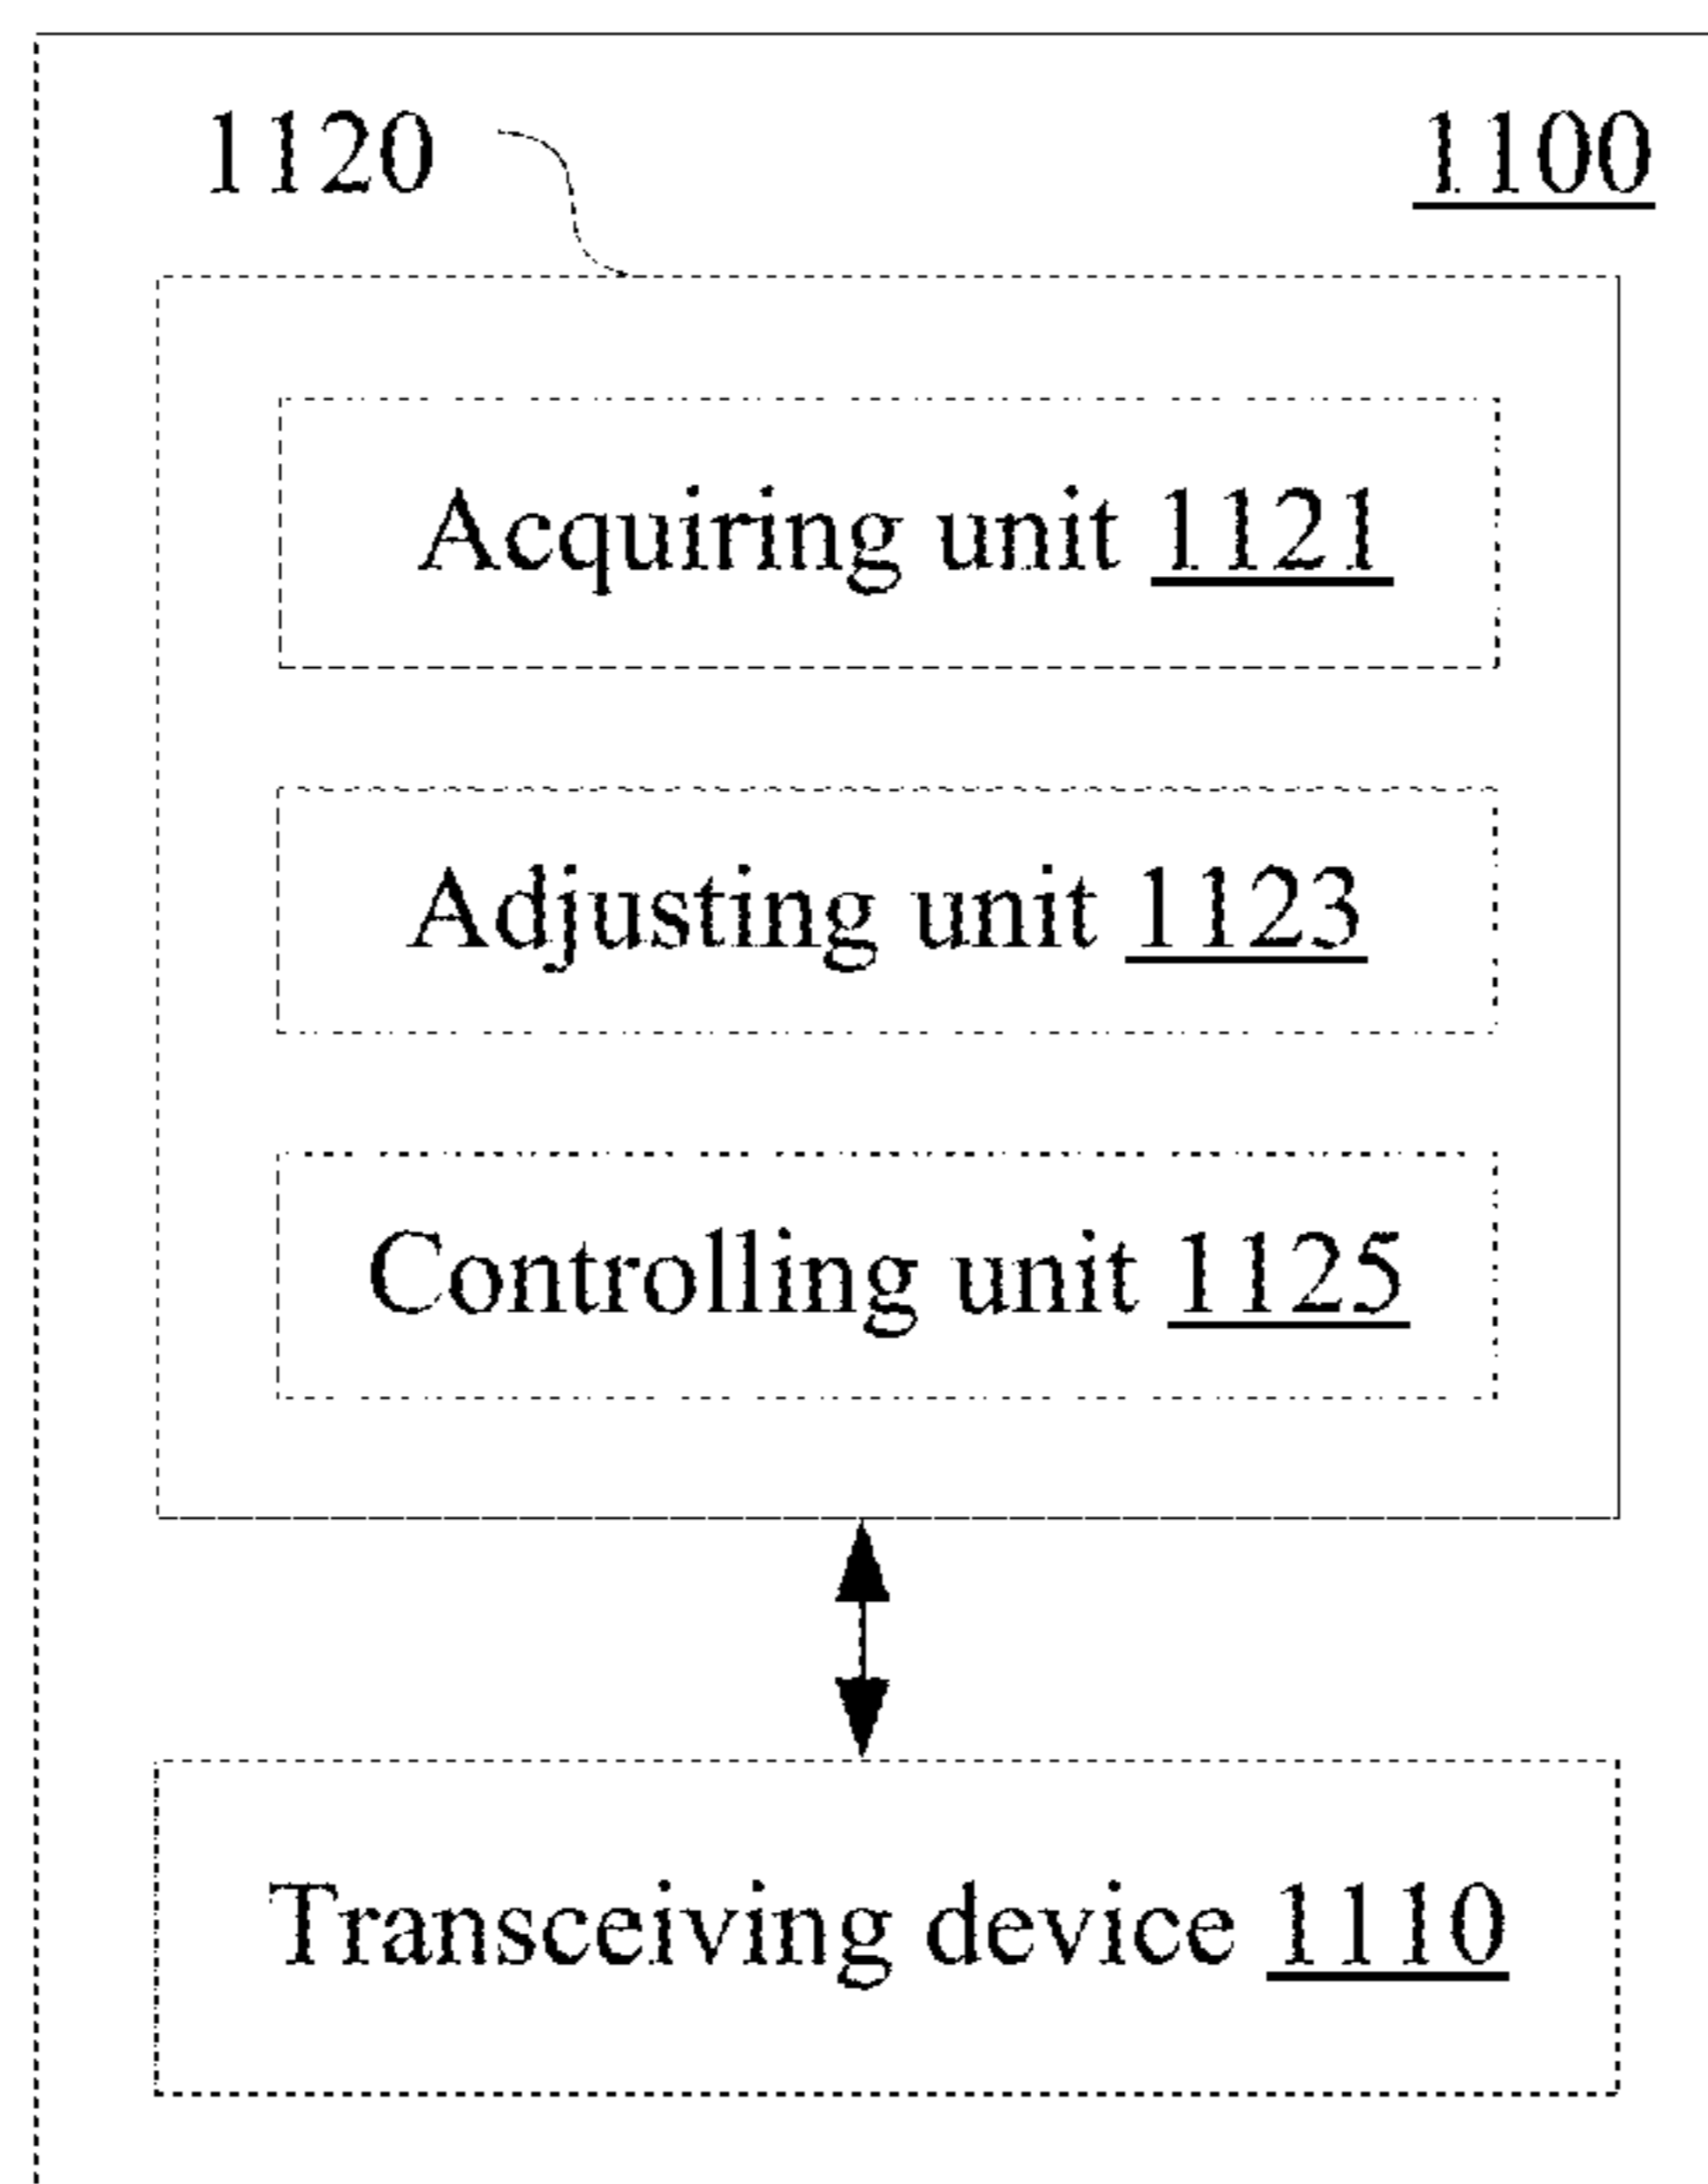 1120
1100
Acquiring unit 1121
Adjusting unit 1123
Controlling unit 1125
Transceiving device 1110